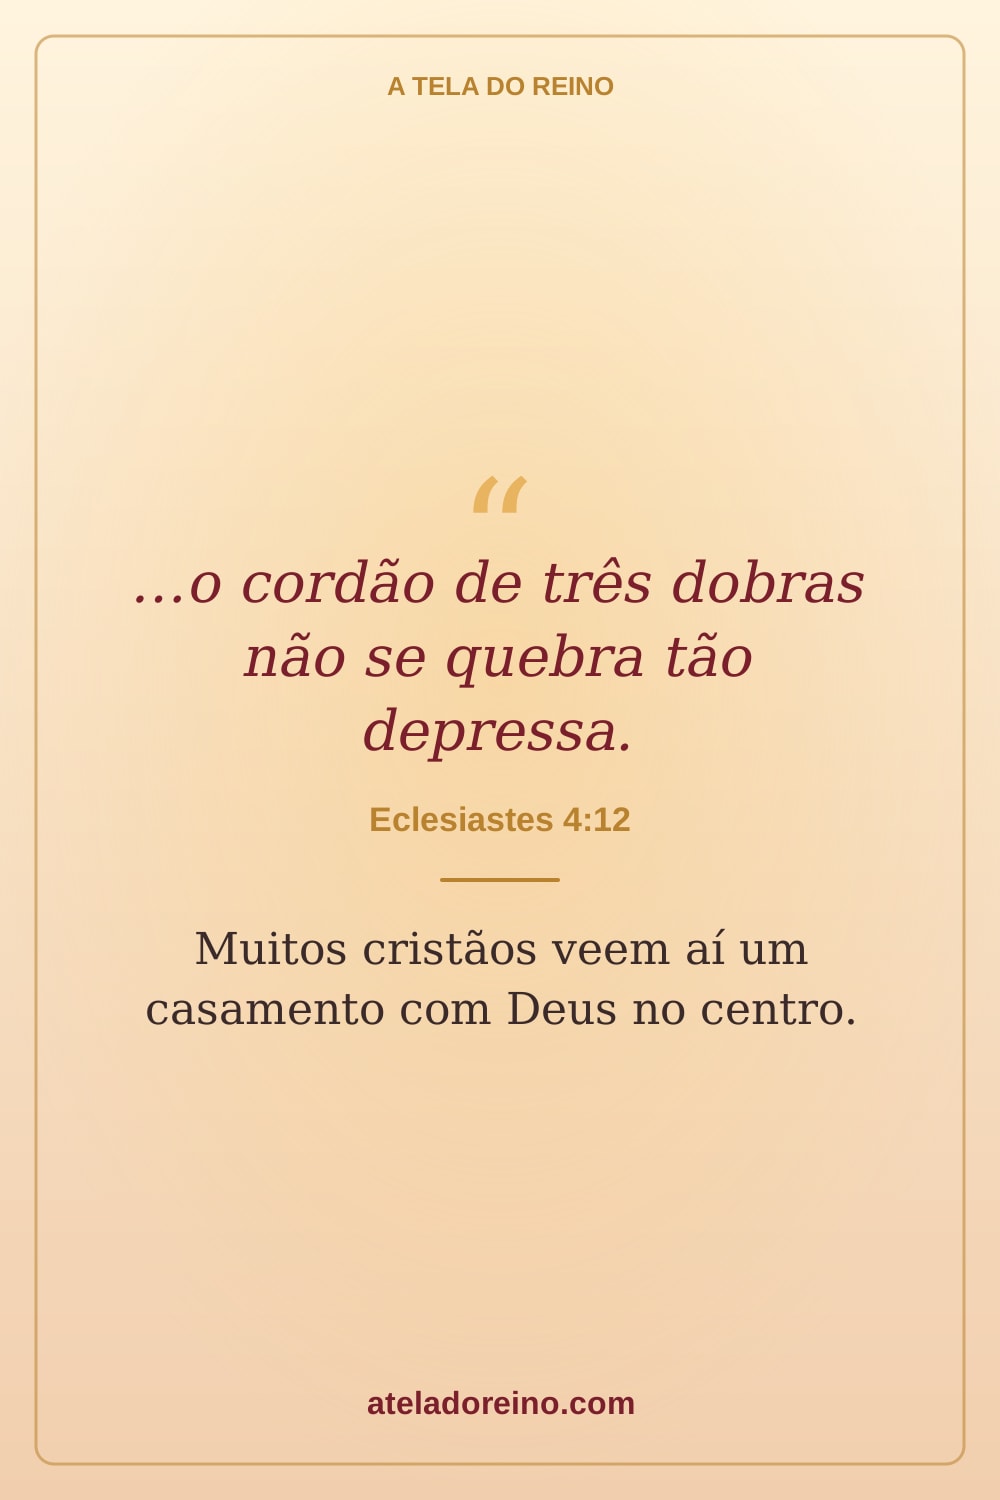 A TELA DO REINO
“
...o cordão de três dobras
não se quebra tão
depressa.
Eclesiastes 4:12
Muitos cristãos veem aí um
casamento com Deus no centro.
ateladoreino.com